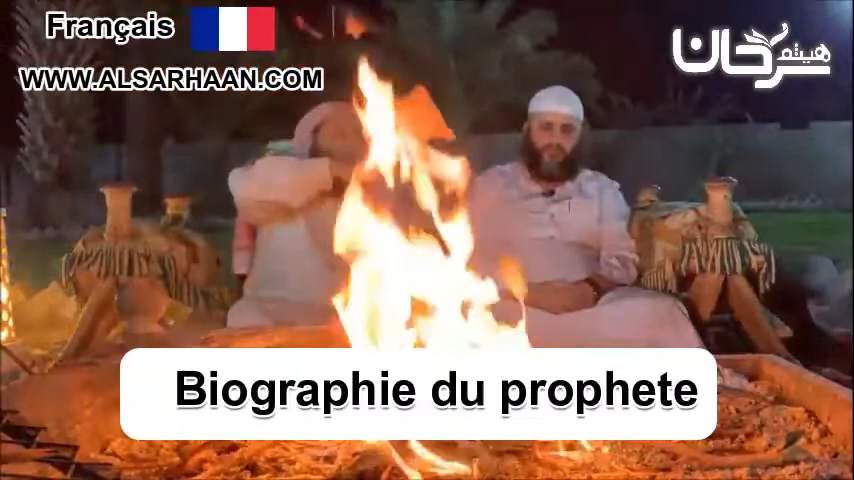 Français
WWW.ALSARHAAN.COM
هيثم
سرحان
Biographie du prophete